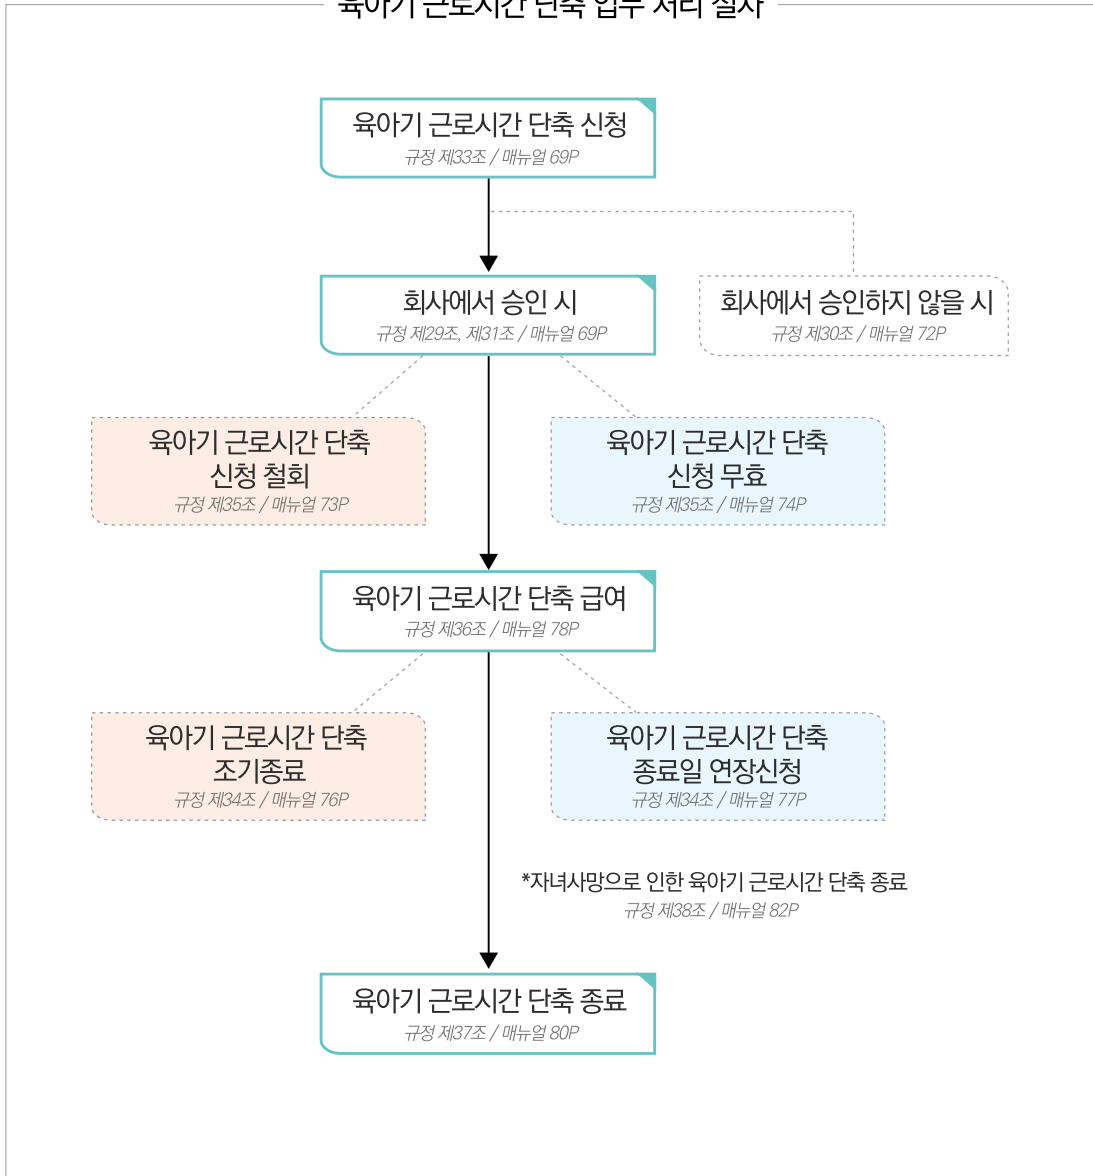 육아기 근로시간 단축 업무 처리 절차
육아기 근로시간 단축 신청
규정 제33조 / 매뉴얼 69P
회사에서 승인 시
규정 제29조, 제31조 / 매뉴얼 69P
회사에서 승인하지 않을 시
규정 제30조 / 매뉴얼 72P
육아기 근로시간 단축
신청 철회
규정 제35조 / 매뉴얼 73P
육아기 근로시간 단축
신청 무효
규정 제35조 / 매뉴얼 74P
육아기 근로시간 단축 급여
규정 제36조 / 매뉴얼 78P
육아기 근로시간 단축
조기종료
규정 제34조 / 매뉴얼 76P
육아기 근로시간 단축
종료일 연장신청
규정 제34조 / 매뉴얼 77P
*자녀사망으로 인한 육아기 근로시간 단축 종료
규정 제38조 / 매뉴얼 82P
육아기 근로시간 단축 종료
규정 제37조 / 매뉴얼 80P